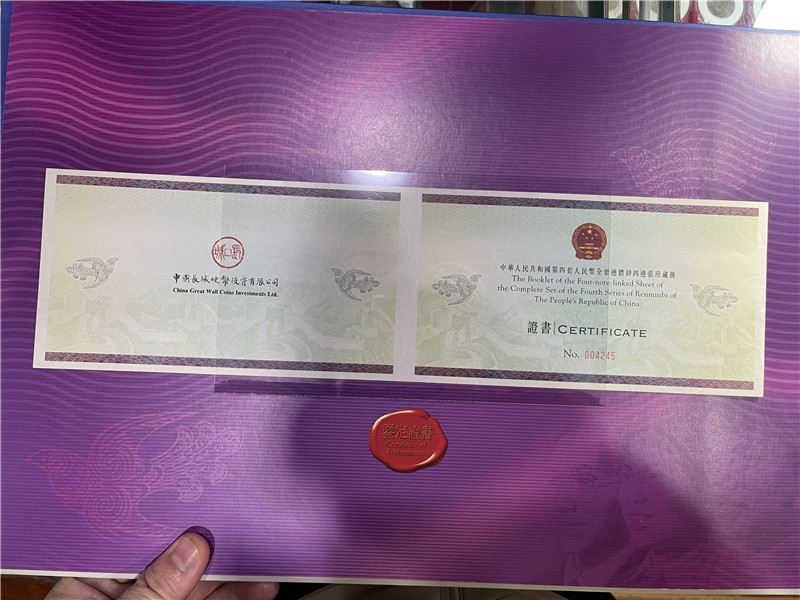 長城
中國長城硬幣投資有限公司
China Great Wall Coins Investments Ltd.
中華人民共和國第四套人民幣全套連體鈔四連張珍藏冊
The Booklet of the Four-note-linked Sheet of
the Complete Set of the Fourth Series of Renminbi of
The People's Republic of China
證書 CERTIFICATE
No. 004245
鑒定證書
Certificate of
Authenticity